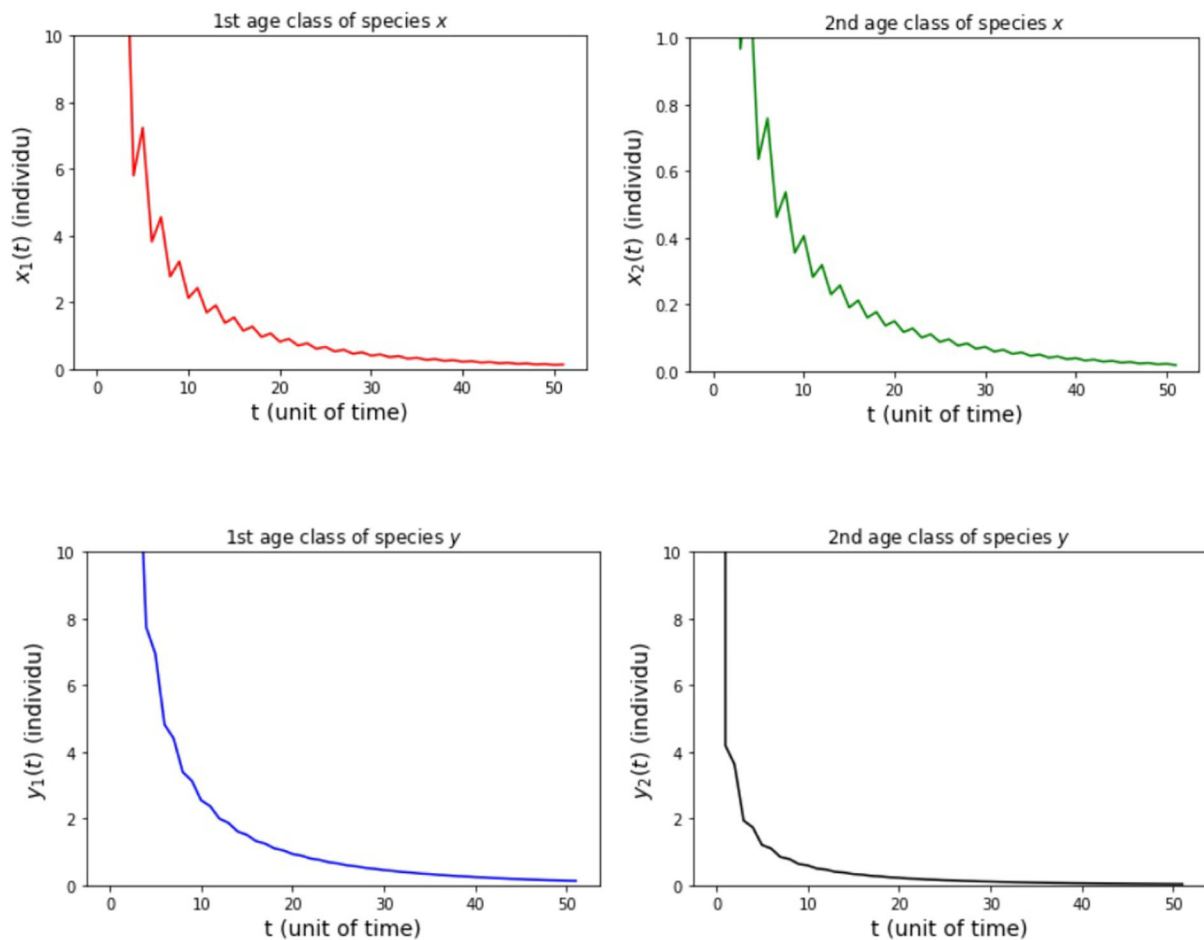 1st age class of species x
10
8
6
4
2
0
x₁(t) (individu)
0 10 20 30 40 50
t (unit of time)
2nd age class of species x
1.0
0.8
0.6
0.4
0.2
0.0
x₂(t) (individu)
0 10 20 30 40 50
t (unit of time)
1st age class of species y
10
8
6
4
2
0
y₁(t) (individu)
0 10 20 30 40 50
t (unit of time)
2nd age class of species y
10
8
6
4
2
0
y₂(t) (individu)
0 10 20 30 40 50
t (unit of time)